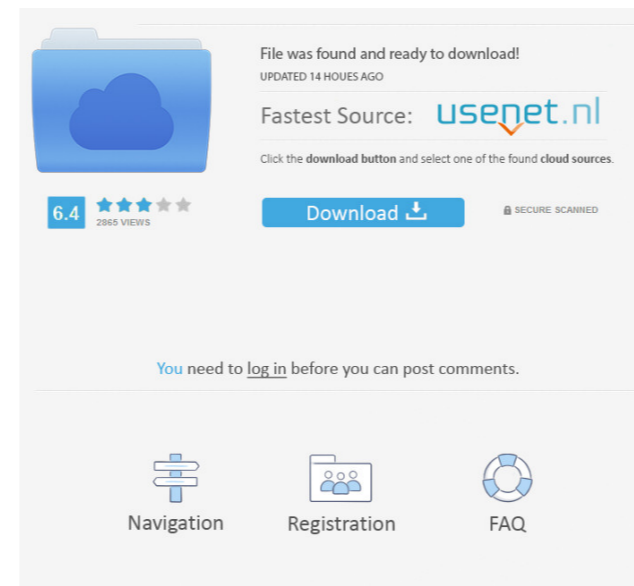 File was found and ready to download!
UPDATED 14 HOUES AGO
Fastest Source: usenet.nl
Click the download button and select one of the found cloud sources.
6.4
2865 VIEWS
Download
SECURE SCANNED
You need to log in before you can post comments.
Navigation Registration FAQ